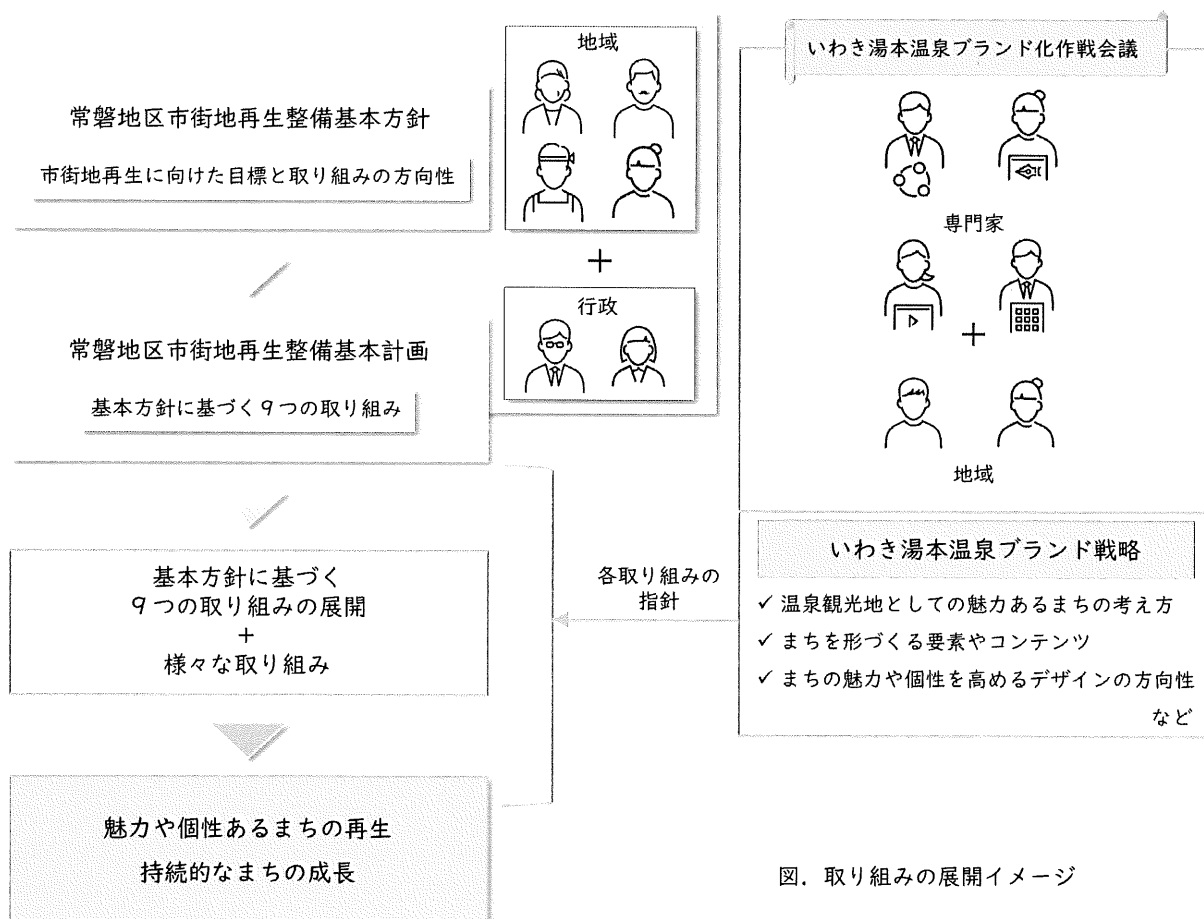 地域
常磐地区市街地再生整備基本方針
市街地再生に向けた目標と取り組みの方向性
+
行政
常磐地区市街地再生整備基本計画
基本方針に基づく9つの取り組み
基本方針に基づく
9つの取り組みの展開
+
様々な取り組み
魅力や個性あるまちの再生
持続的なまちの成長
各取り組みの
指針
いわき湯本温泉ブランド化作戦会議
専門家
+
地域
いわき湯本温泉ブランド戦略
✓ 温泉観光地としての魅力あるまちの考え方
✓ まちを形づくる要素やコンテンツ
✓ まちの魅力や個性を高めるデザインの方向性
など
図. 取り組みの展開イメージ